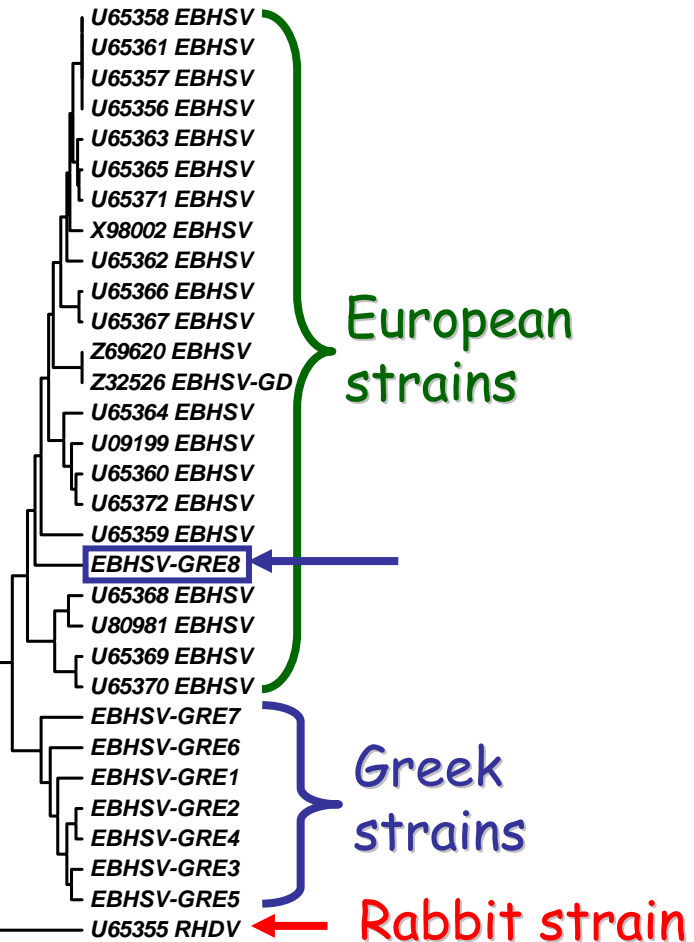 U65358 EBHSV
U65361 EBHSV
U65357 EBHSV
U65356 EBHSV
U65363 EBHSV
U65365 EBHSV
U65371 EBHSV
X98002 EBHSV
U65362 EBHSV
U65366 EBHSV
U65367 EBHSV
Z69620 EBHSV
Z32526 EBHSV-GD
U65364 EBHSV
U09199 EBHSV
U65360 EBHSV
U65372 EBHSV
U65359 EBHSV
EBHSV-GRE8
U65368 EBHSV
U80981 EBHSV
U65369 EBHSV
U65370 EBHSV
European
strains
EBHSV-GRE7
EBHSV-GRE6
EBHSV-GRE1
EBHSV-GRE2
EBHSV-GRE4
EBHSV-GRE3
EBHSV-GRE5
Greek
strains
U65355 RHDV
Rabbit strain